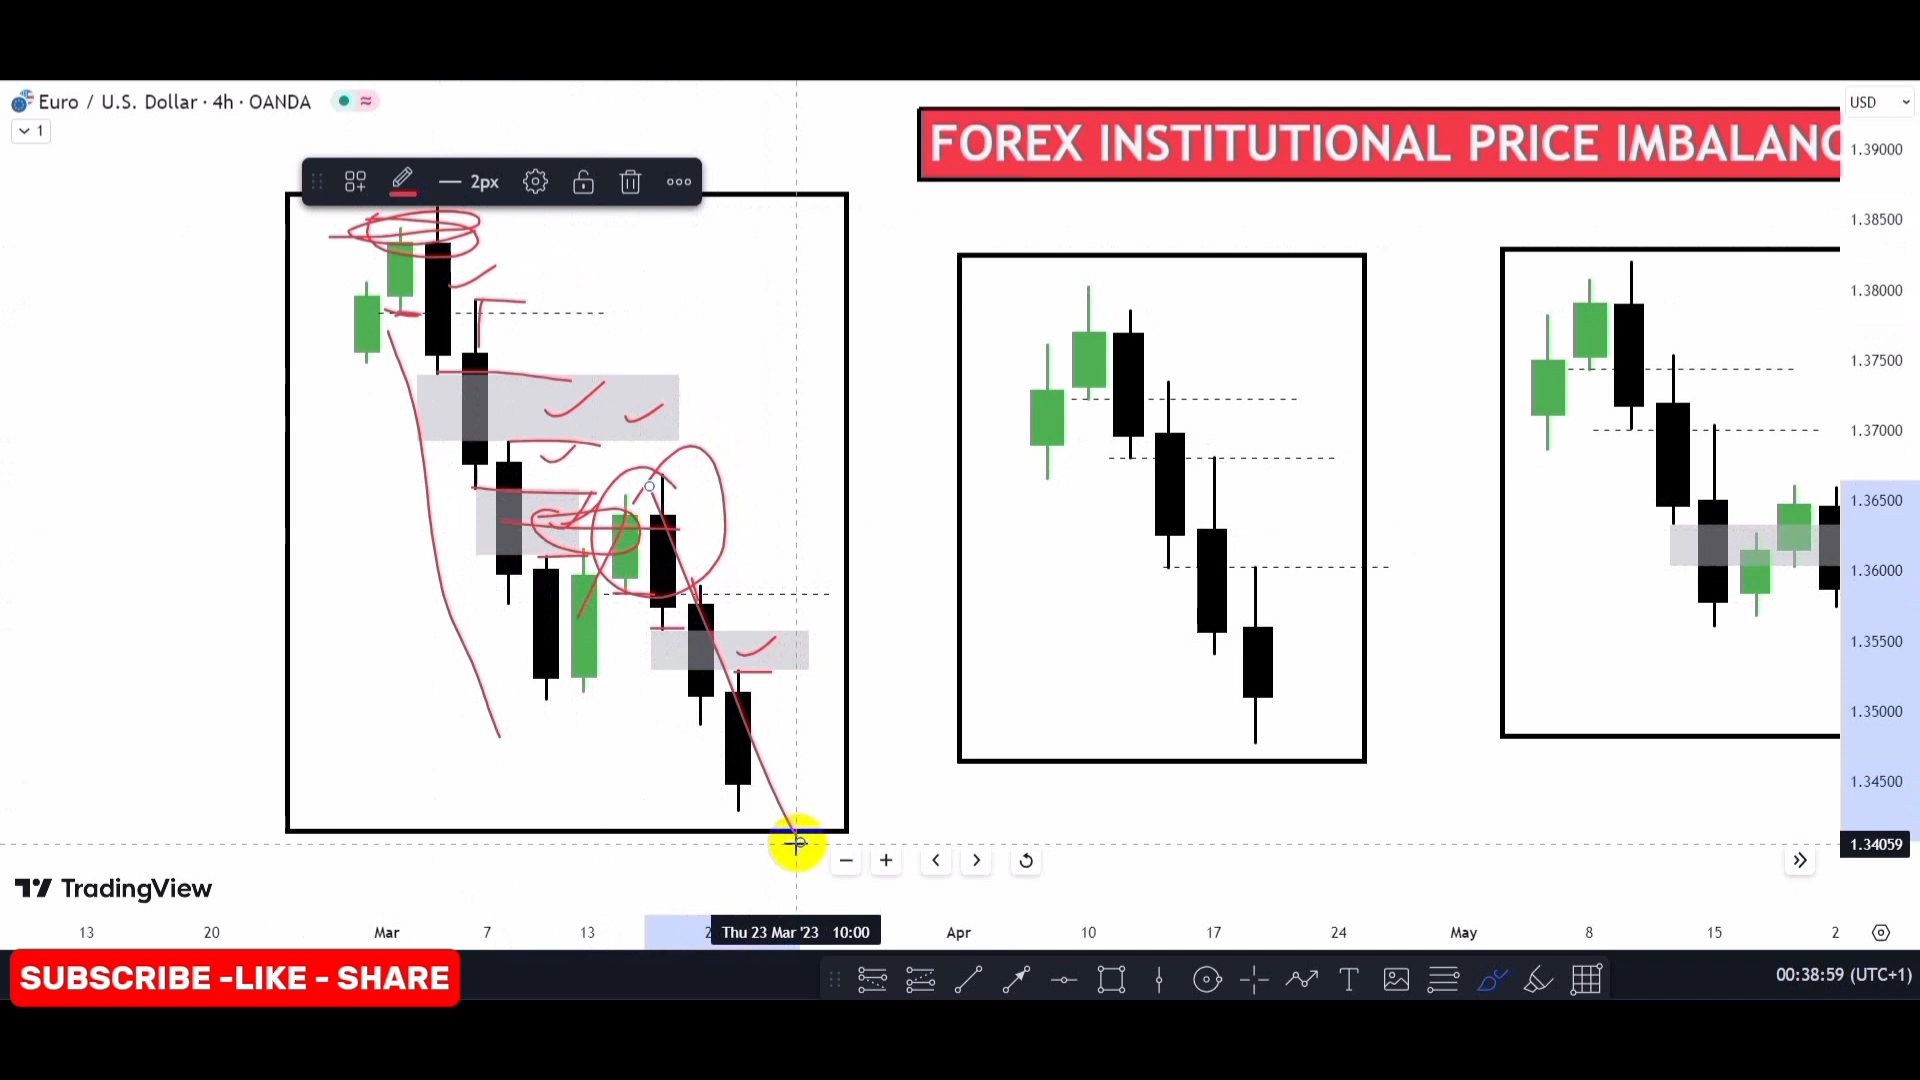 Euro / U.S. Dollar · 4h · OANDA
USD
1
FOREX INSTITUTIONAL PRICE IMBALANC
1.39000
2px
1.38500
1.38000
1.37500
1.37000
1.36500
1.36000
1.35500
1.35000
1.34500
1.34059
TradingView
13 20 Mar 7 13 2 Thu 23 Mar '23 10:00 Apr 10 17 24 May 8 15 2
SUBSCRIBE -LIKE - SHARE
00:38:59 (UTC+1)